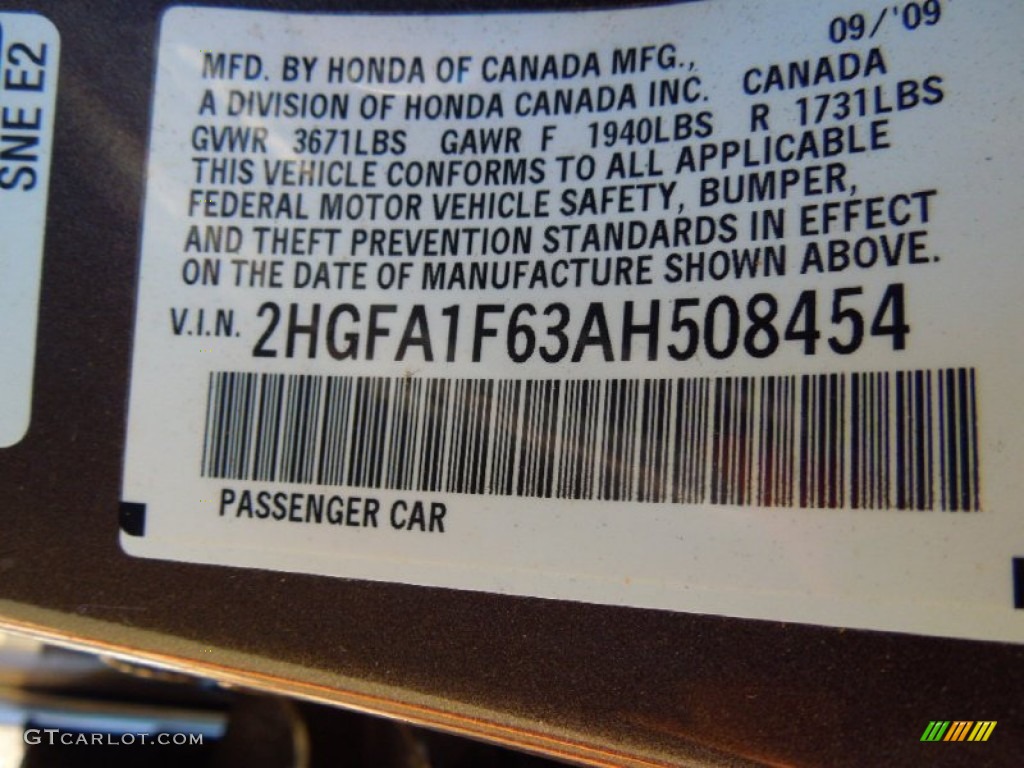 SNE E2
09/'09
MFD. BY HONDA OF CANADA MFG.,
A DIVISION OF HONDA CANADA INC. CANADA
GVWR 3671LBS GAWR F 1940LBS R 1731LBS
THIS VEHICLE CONFORMS TO ALL APPLICABLE
FEDERAL MOTOR VEHICLE SAFETY, BUMPER,
AND THEFT PREVENTION STANDARDS IN EFFECT
ON THE DATE OF MANUFACTURE SHOWN ABOVE.
V.I.N. 2HGFA1F63AH508454
PASSENGER CAR
GTCARLOT.COM